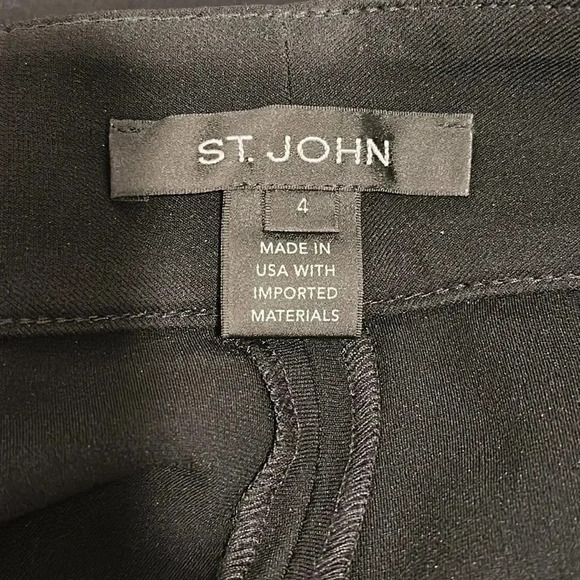 ST. JOHN
4
MADE IN
USA WITH
IMPORTED
MATERIALS